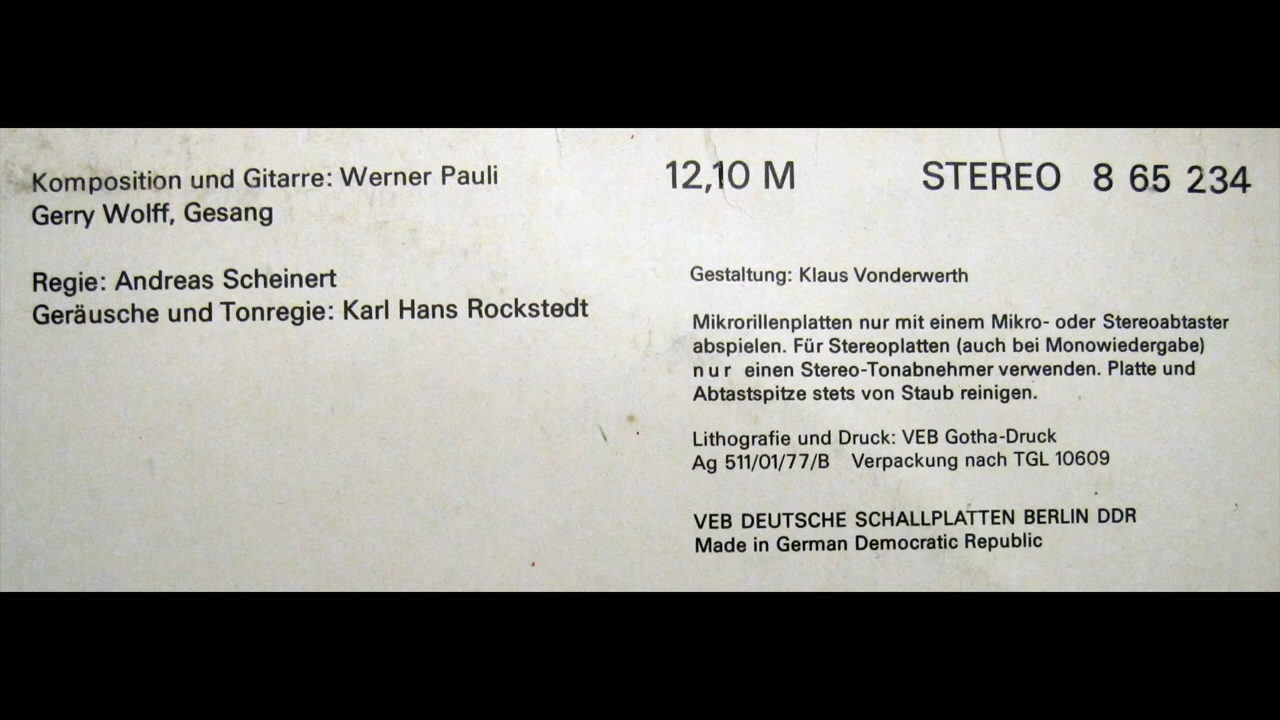 Komposition und Gitarre: Werner Pauli
Gerry Wolff, Gesang
Regie: Andreas Scheinert
Geräusche und Tonregie: Karl Hans Rockstedt
12,10 M STEREO 8 65 234
Gestaltung: Klaus Vonderwerth
Mikrorillenplatten nur mit einem Mikro- oder Stereoabtaster
abspielen. Für Stereoplatten (auch bei Monowiedergabe)
n u r einen Stereo-Tonabnehmer verwenden. Platte und
Abtastspitze stets von Staub reinigen.
Lithografie und Druck: VEB Gotha-Druck
Ag 511/01/77/B Verpackung nach TGL 10609
VEB DEUTSCHE SCHALLPLATTEN BERLIN DDR
Made in German Democratic Republic